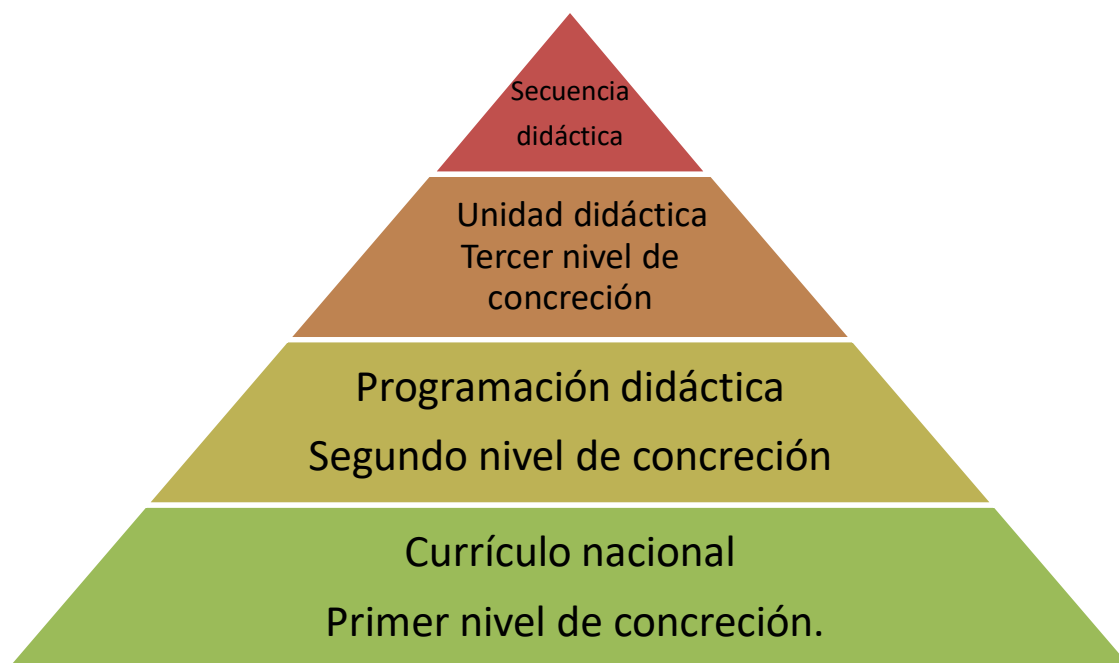 Secuencia
didáctica
Unidad didáctica
Tercer nivel de
concreción
Programación didáctica
Segundo nivel de concreción
Currículo nacional
Primer nivel de concreción.